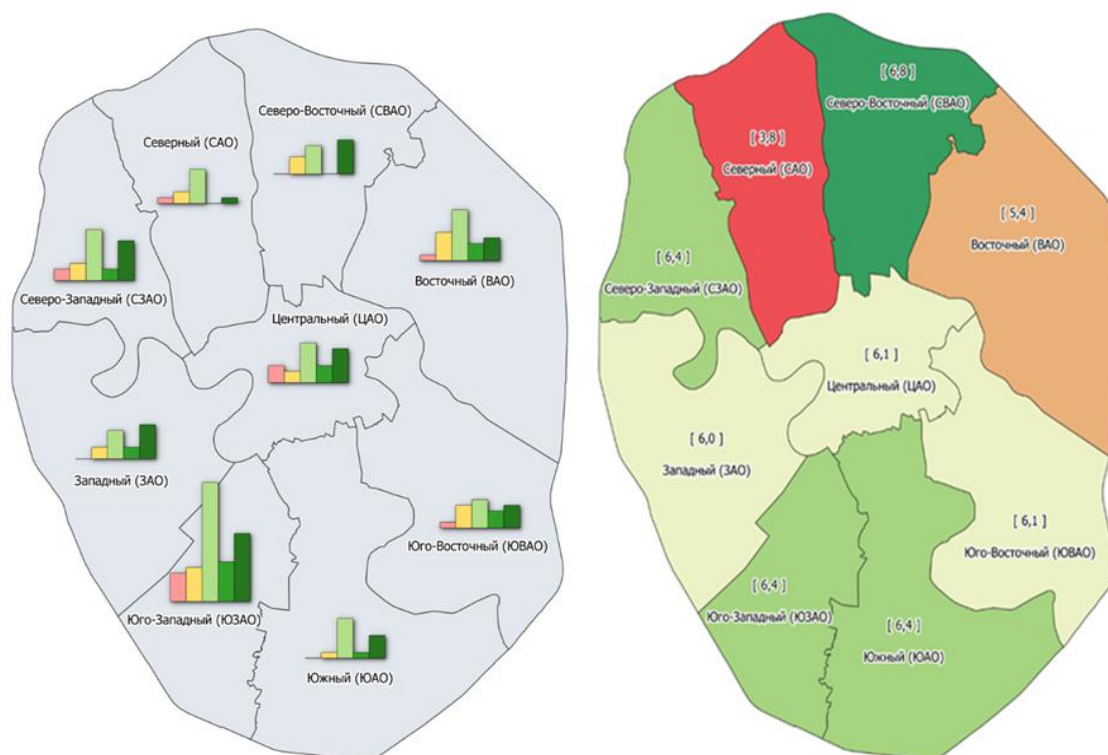 Северо-Восточный (СВАО)
Северный (САО)
Восточный (ВАО)
Северо-Западный (СЗАО)
Центральный (ЦАО)
Западный (ЗАО)
Юго-Восточный (ЮВАО)
Юго-Западный (ЮЗАО)
Южный (ЮАО)
[ 6,8 ]
Северо-Восточный (СВАО)
[ 3,8 ]
Северный (САО)
[ 5,4 ]
Восточный (ВАО)
[ 6,4 ]
Северо-Западный (СЗАО)
[ 6,1 ]
Центральный (ЦАО)
[ 6,0 ]
Западный (ЗАО)
[ 6,1 ]
Юго-Восточный (ЮВАО)
[ 6,4 ]
Юго-Западный (ЮЗАО)
[ 6,4 ]
Южный (ЮАО)